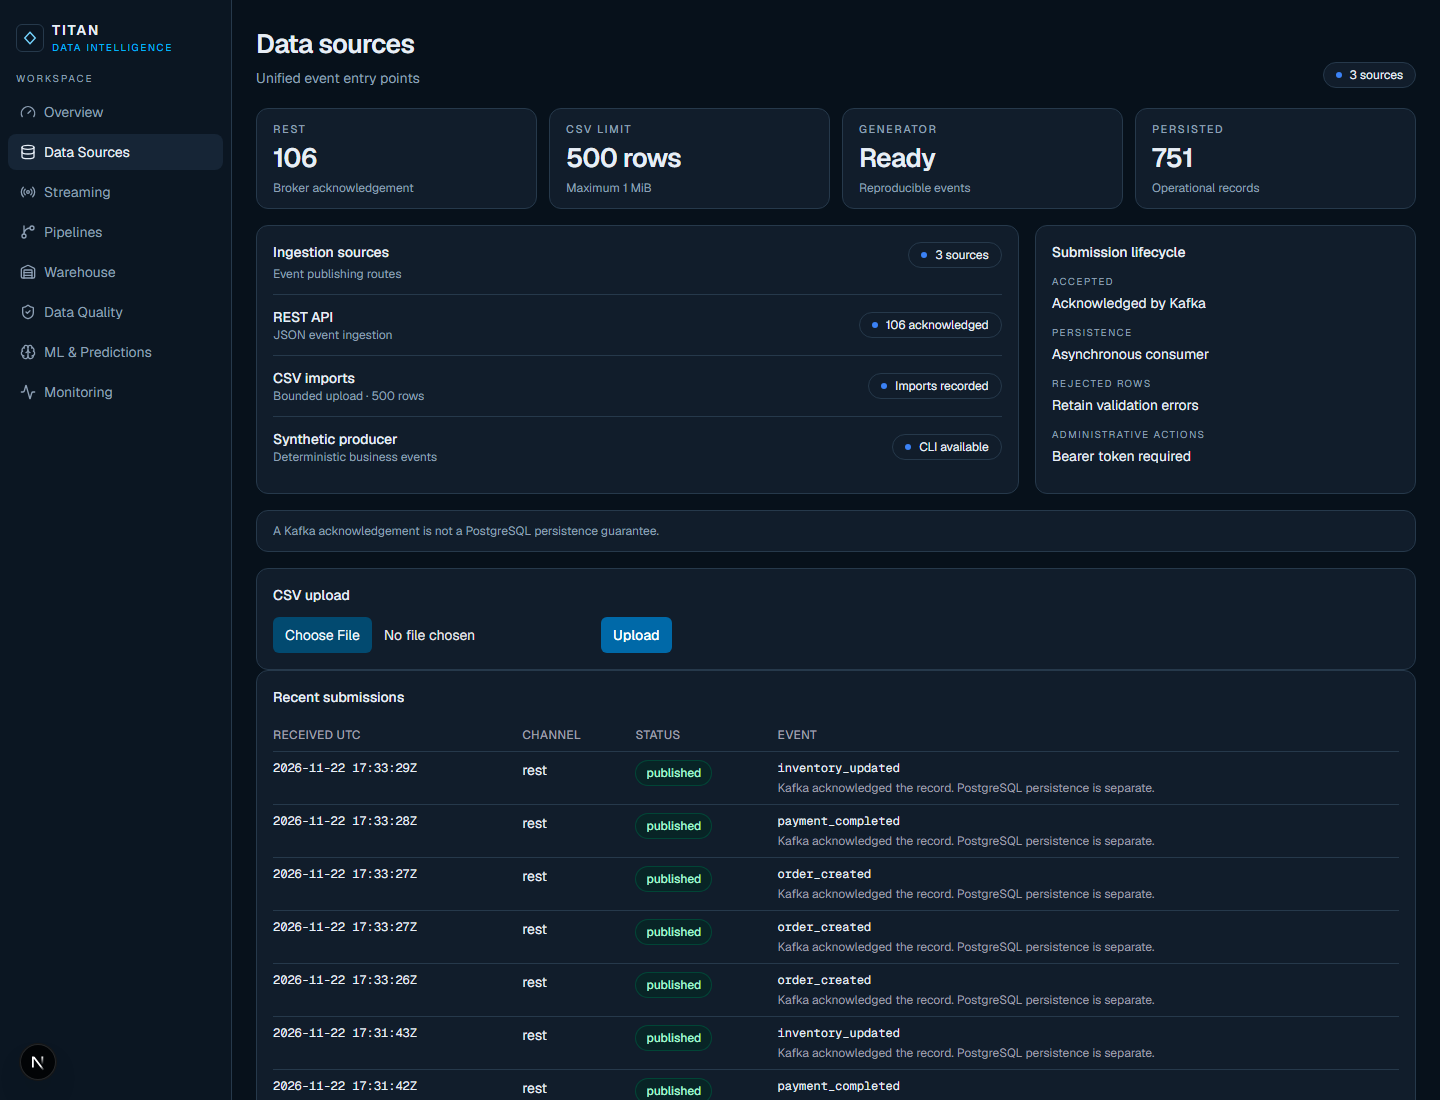 TITAN
DATA INTELLIGENCE
WORKSPACE
Overview
Data Sources
Streaming
Pipelines
Warehouse
Data Quality
ML & Predictions
Monitoring
N
Data sources
Unified event entry points
3 sources
REST
106
Broker acknowledgement
CSV LIMIT
500 rows
Maximum 1 MiB
GENERATOR
Ready
Reproducible events
PERSISTED
751
Operational records
Ingestion sources
Event publishing routes
3 sources
REST API
JSON event ingestion
106 acknowledged
CSV imports
Bounded upload · 500 rows
Imports recorded
Synthetic producer
Deterministic business events
CLI available
Submission lifecycle
ACCEPTED
Acknowledged by Kafka
PERSISTENCE
Asynchronous consumer
REJECTED ROWS
Retain validation errors
ADMINISTRATIVE ACTIONS
Bearer token required
A Kafka acknowledgement is not a PostgreSQL persistence guarantee.
CSV upload
Choose File No file chosen Upload
Recent submissions
RECEIVED UTC CHANNEL STATUS EVENT
2026-11-22 17:33:29Z rest published inventory_updated
Kafka acknowledged the record. PostgreSQL persistence is separate.
2026-11-22 17:33:28Z rest published payment_completed
Kafka acknowledged the record. PostgreSQL persistence is separate.
2026-11-22 17:33:27Z rest published order_created
Kafka acknowledged the record. PostgreSQL persistence is separate.
2026-11-22 17:33:27Z rest published order_created
Kafka acknowledged the record. PostgreSQL persistence is separate.
2026-11-22 17:33:26Z rest published order_created
Kafka acknowledged the record. PostgreSQL persistence is separate.
2026-11-22 17:31:43Z rest published inventory_updated
Kafka acknowledged the record. PostgreSQL persistence is separate.
2026-11-22 17:31:42Z rest published payment_completed